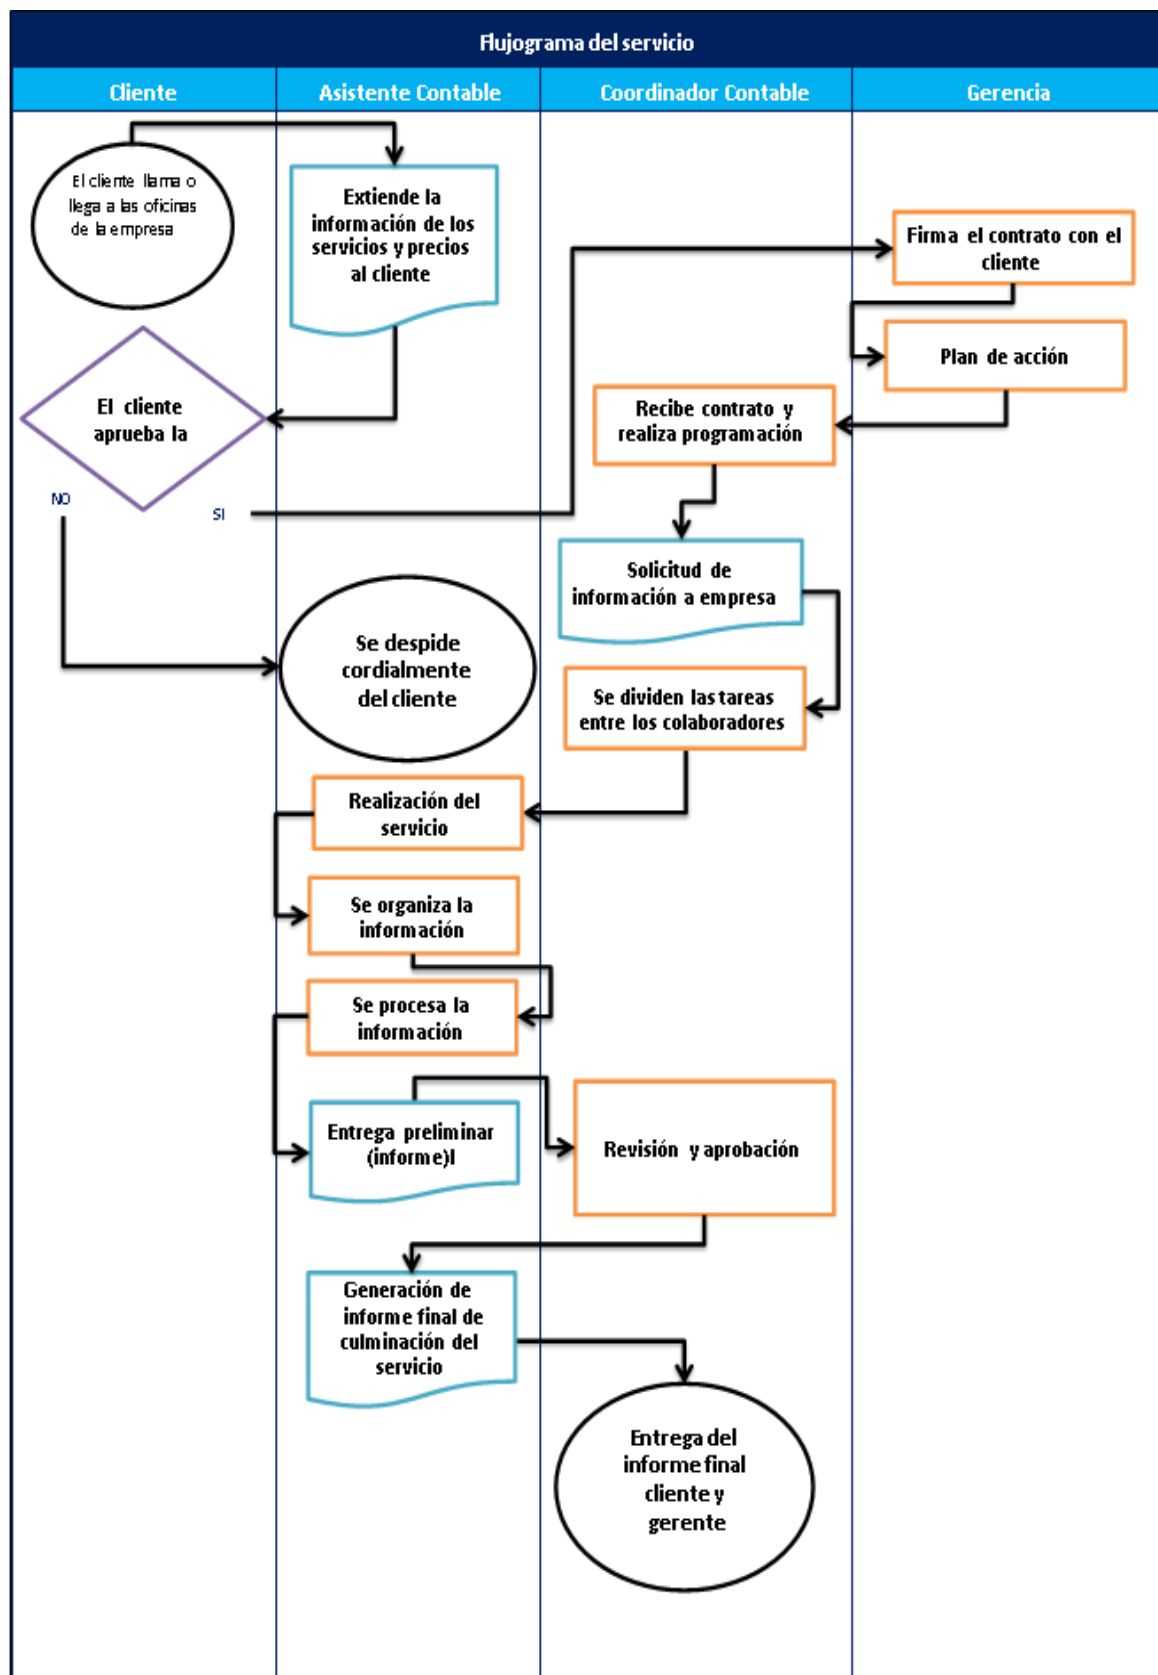 Flujograma del servicio
Cliente
Asistente Contable
Coordinador Contable
Gerencia
El cliente llama o
llega a las oficinas
de la empresa
Extiende la
información de los
servicios y precios
al cliente
Firma el contrato con el
cliente
Plan de acción
El cliente
aprueba la
Recibe contrato y
realiza programación
NO
SI
Solicitud de
información a empresa
Se despide
cordialmente
del cliente
Se dividen las tareas
entre los colaboradores
Realización del
servicio
Se organiza la
información
Se procesa la
información
Entrega preliminar
(informe)l
Revisión y aprobación
Generación de
informe final de
culminación del
servicio
Entrega del
informe final
cliente y
gerente